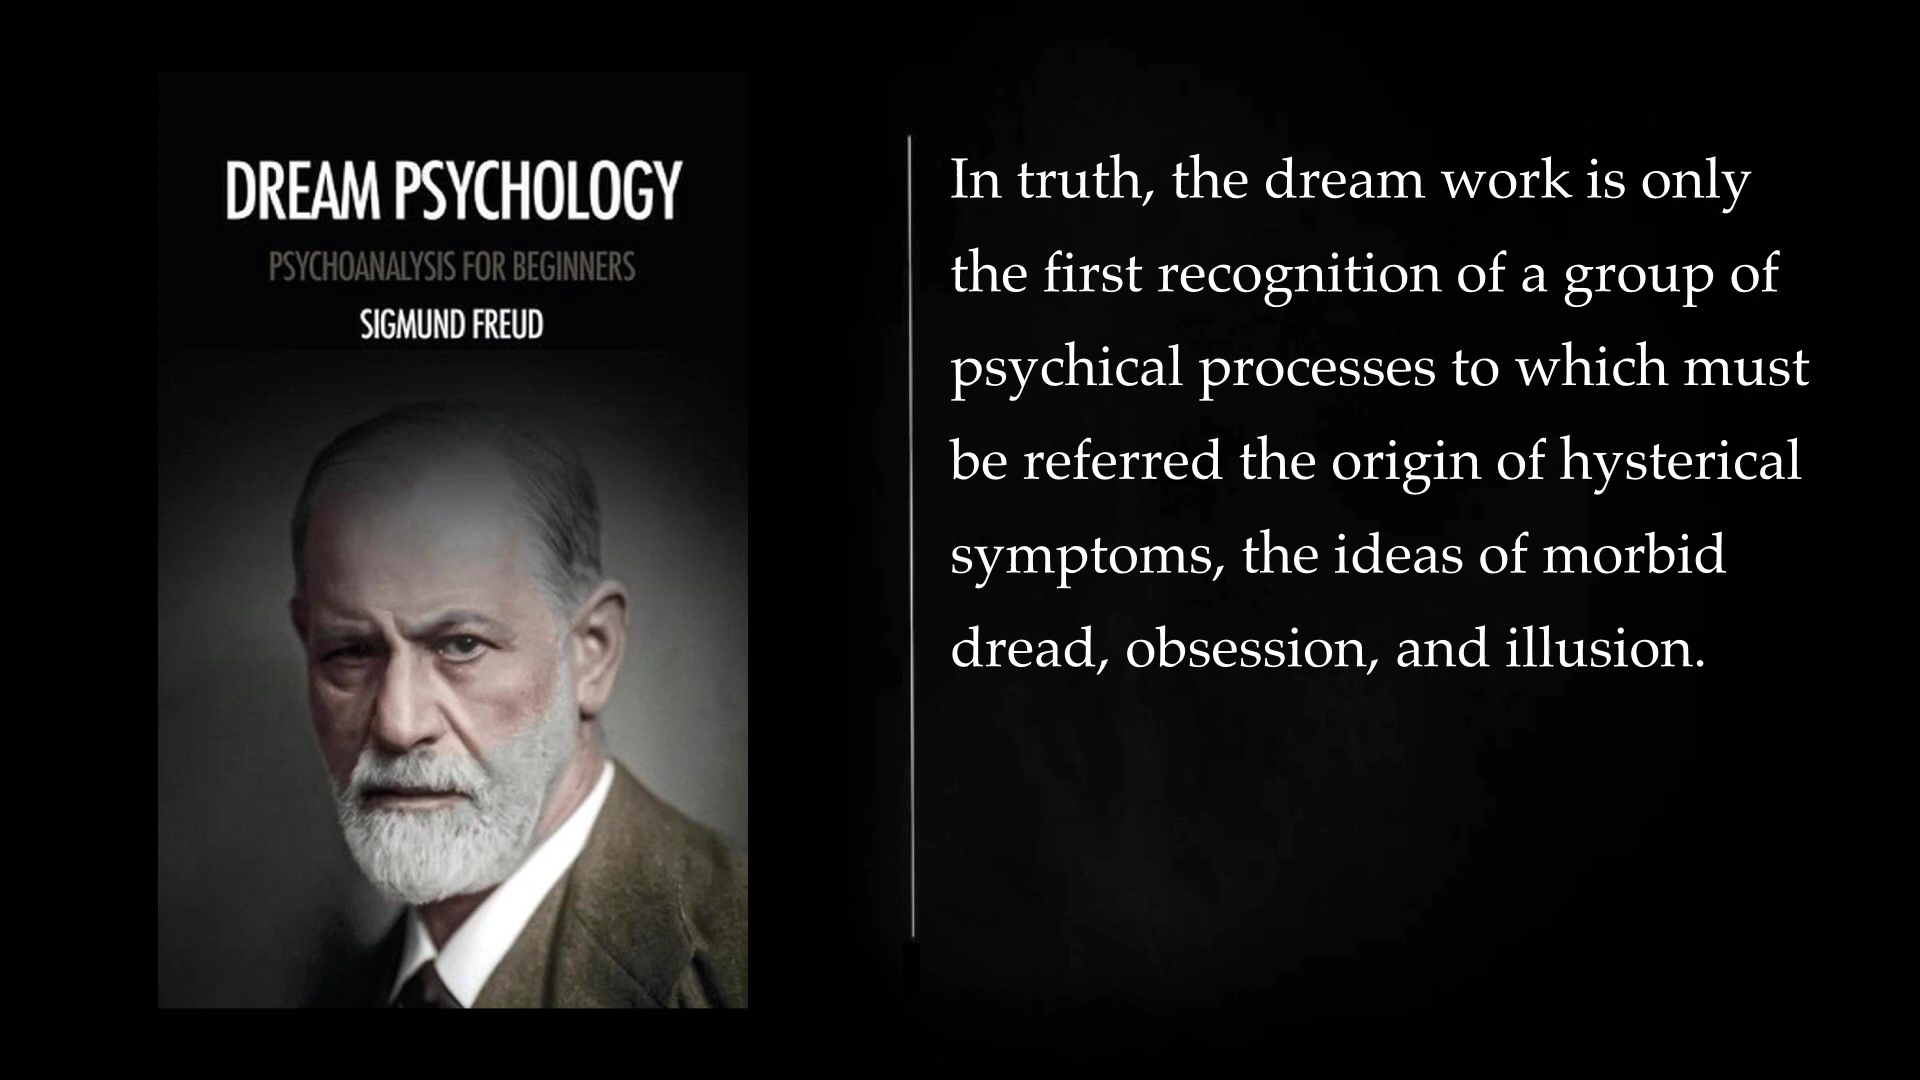 DREAM PSYCHOLOGY
PSYCHOANALYSIS FOR BEGINNERS
SIGMUND FREUD
In truth, the dream work is only
the first recognition of a group of
psychical processes to which must
be referred the origin of hysterical
symptoms, the ideas of morbid
dread, obsession, and illusion.